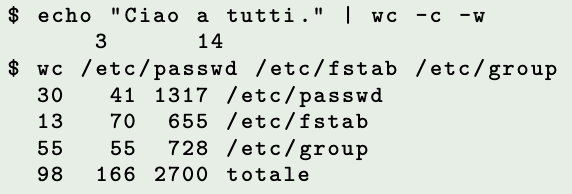 $ echo "Ciao a tutti." | wc -c -w
3 14
$ wc /etc/passwd /etc/fstab /etc/group
30 41 1317 /etc/passwd
13 70 655 /etc/fstab
55 55 728 /etc/group
98 166 2700 totale